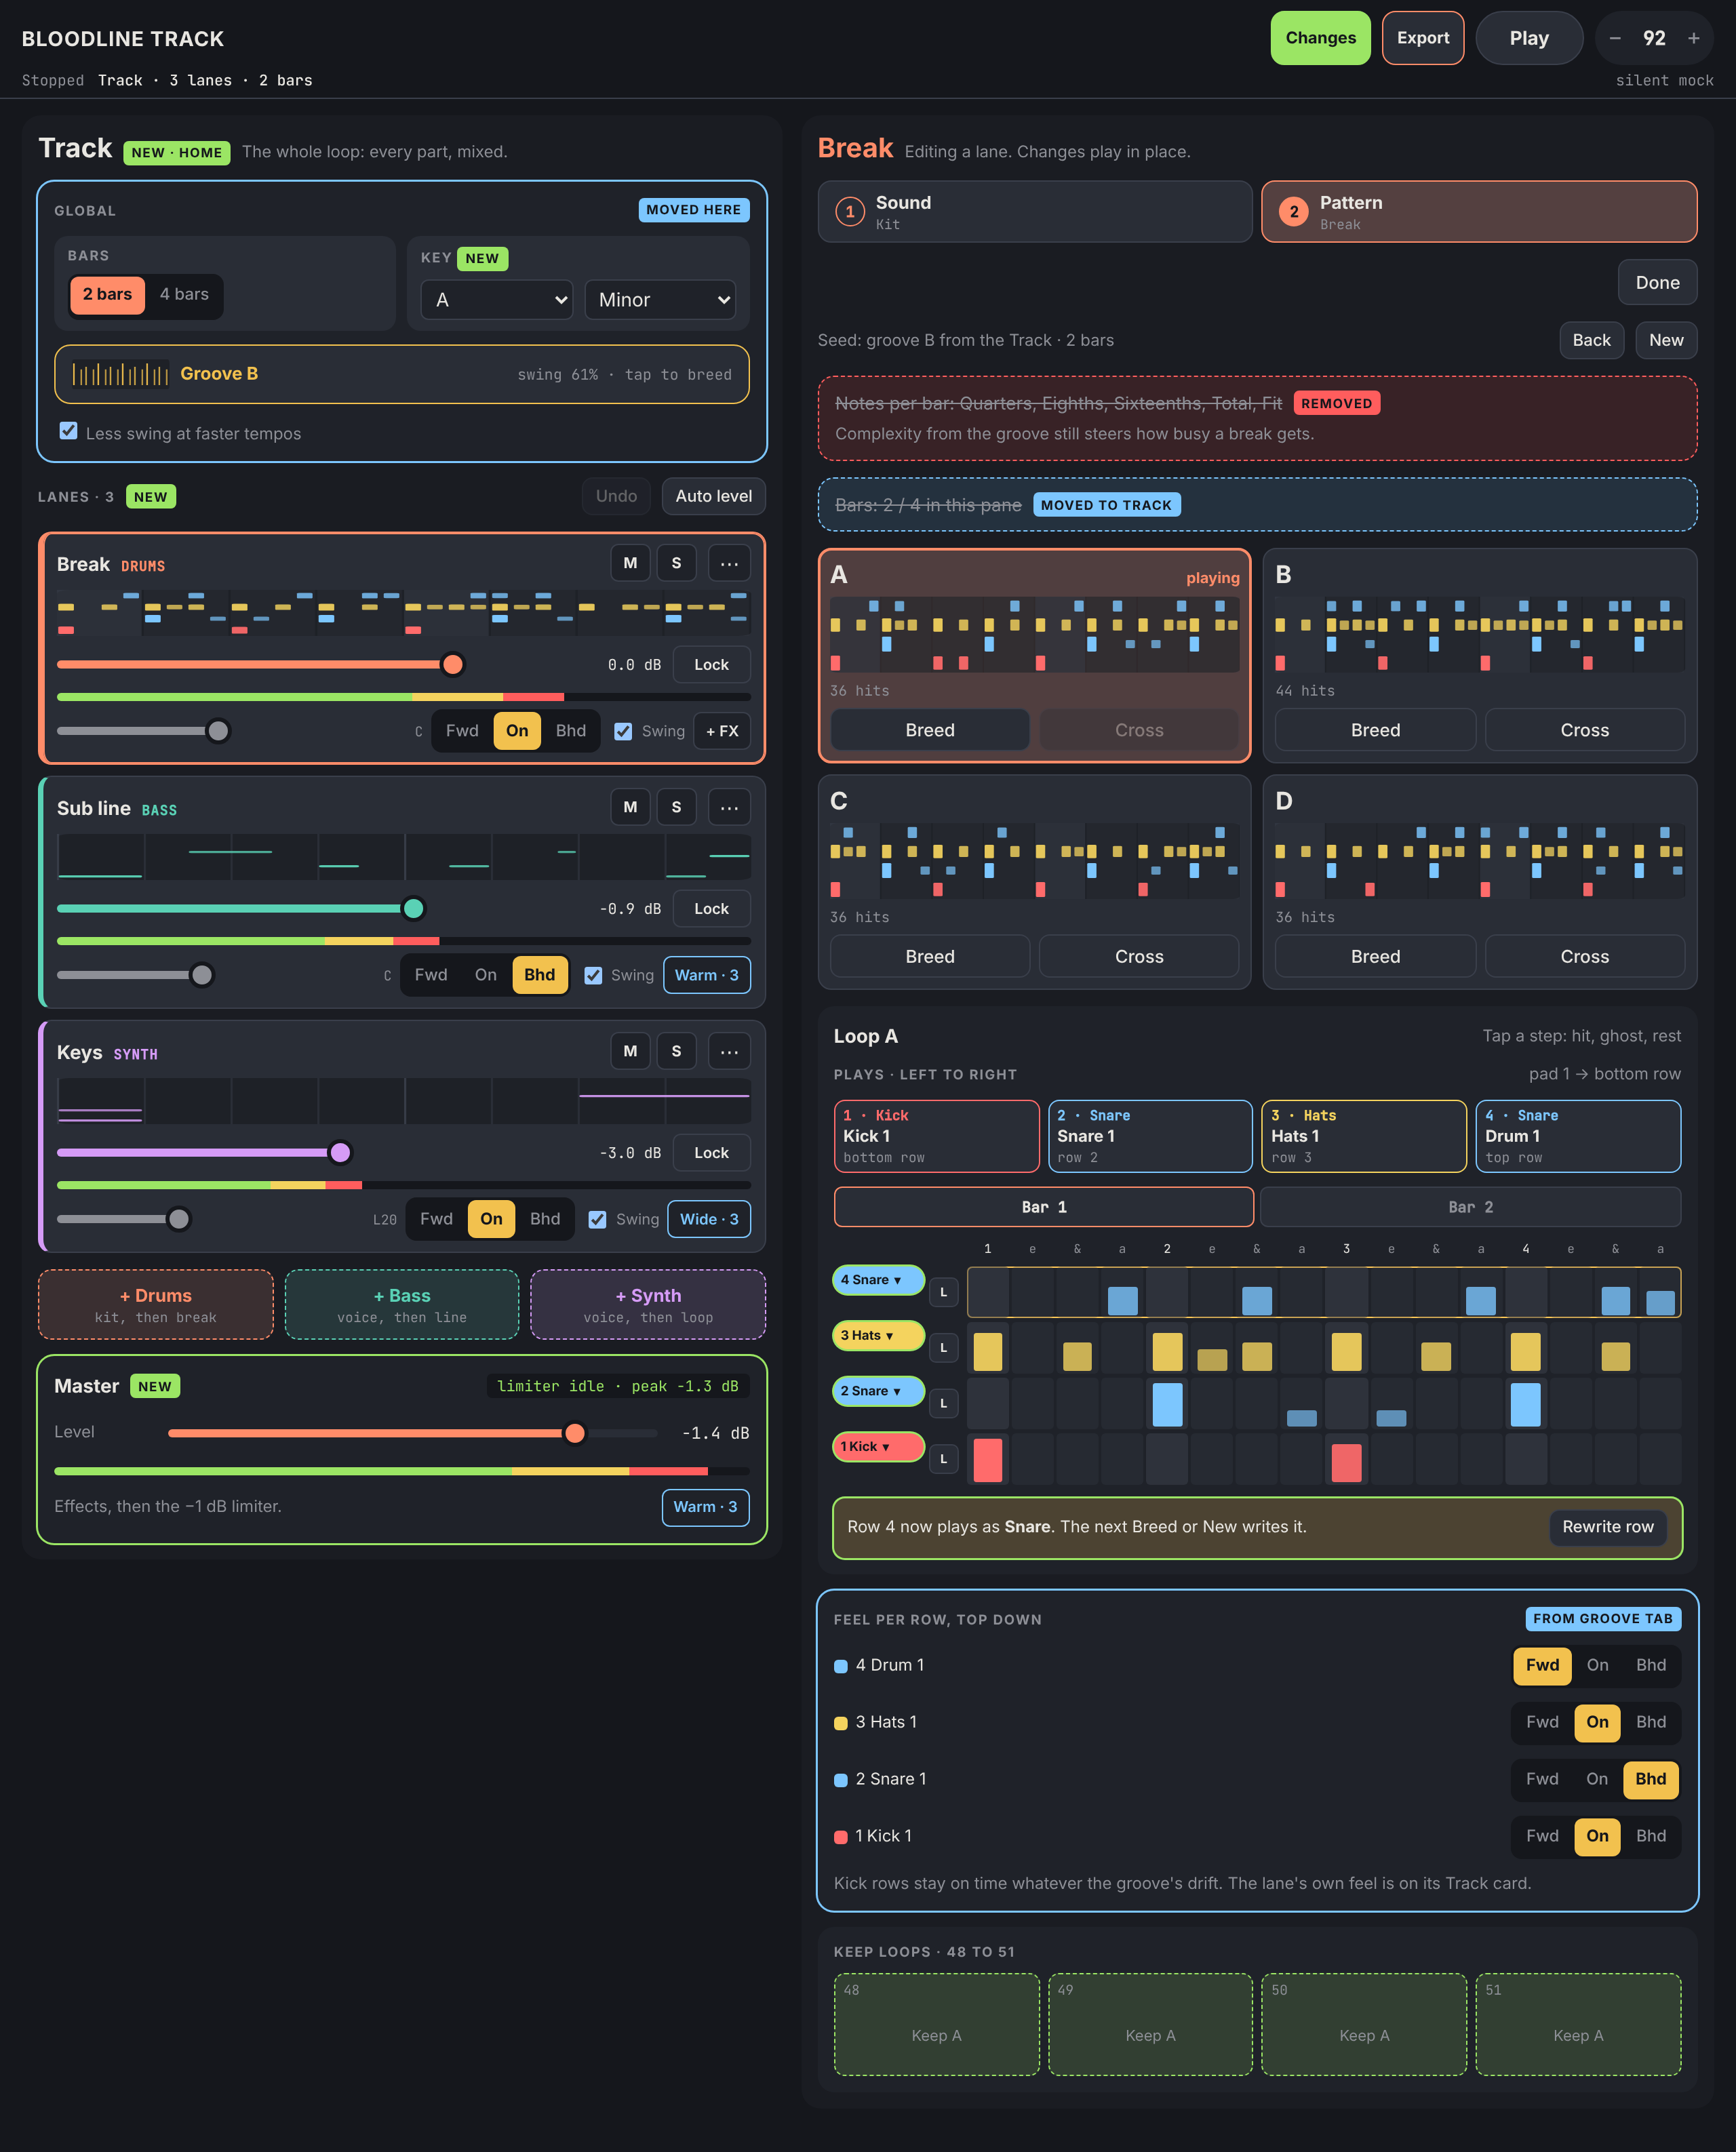 BLOODLINE TRACK
Changes
Export
Play
− 92 +
Stopped Track · 3 lanes · 2 bars
silent mock
Track NEW · HOME The whole loop: every part, mixed.
GLOBAL
MOVED HERE
BARS
2 bars 4 bars
KEY NEW
A
Minor
Groove B
swing 61% · tap to breed
Less swing at faster tempos
LANES · 3 NEW
Undo
Auto level
Break DRUMS
M S ...
0.0 dB Lock
C Fwd On Bhd Swing + FX
Sub line BASS
M S ...
-0.9 dB Lock
C Fwd On Bhd Swing Warm · 3
Keys SYNTH
M S ...
-3.0 dB Lock
L20 Fwd On Bhd Swing Wide · 3
+ Drums
kit, then break
+ Bass
voice, then line
+ Synth
voice, then loop
Master NEW
limiter idle · peak -1.3 dB
Level
-1.4 dB
Effects, then the −1 dB limiter.
Warm · 3
Break Editing a lane. Changes play in place.
1 Sound
Kit
2 Pattern
Break
Done
Seed: groove B from the Track · 2 bars
Back
New
Notes per bar: Quarters, Eighths, Sixteenths, Total, Fit REMOVED
Complexity from the groove still steers how busy a break gets.
Bars: 2 / 4 in this pane MOVED TO TRACK
A playing
36 hits
Breed Cross
B
44 hits
Breed Cross
C
36 hits
Breed Cross
D
36 hits
Breed Cross
Loop A
Tap a step: hit, ghost, rest
PLAYS · LEFT TO RIGHT
pad 1 → bottom row
1 · Kick
Kick 1
bottom row
2 · Snare
Snare 1
row 2
3 · Hats
Hats 1
row 3
4 · Snare
Drum 1
top row
Bar 1
Bar 2
1 e & a 2 e & a 3 e & a 4 e & a
4 Snare ▾ L
3 Hats ▾ L
2 Snare ▾ L
1 Kick ▾ L
Row 4 now plays as Snare. The next Breed or New writes it.
Rewrite row
FEEL PER ROW, TOP DOWN
FROM GROOVE TAB
4 Drum 1
Fwd On Bhd
3 Hats 1
Fwd On Bhd
2 Snare 1
Fwd On Bhd
1 Kick 1
Fwd On Bhd
Kick rows stay on time whatever the groove's drift. The lane's own feel is on its Track card.
KEEP LOOPS · 48 TO 51
48
Keep A
49
Keep A
50
Keep A
51
Keep A